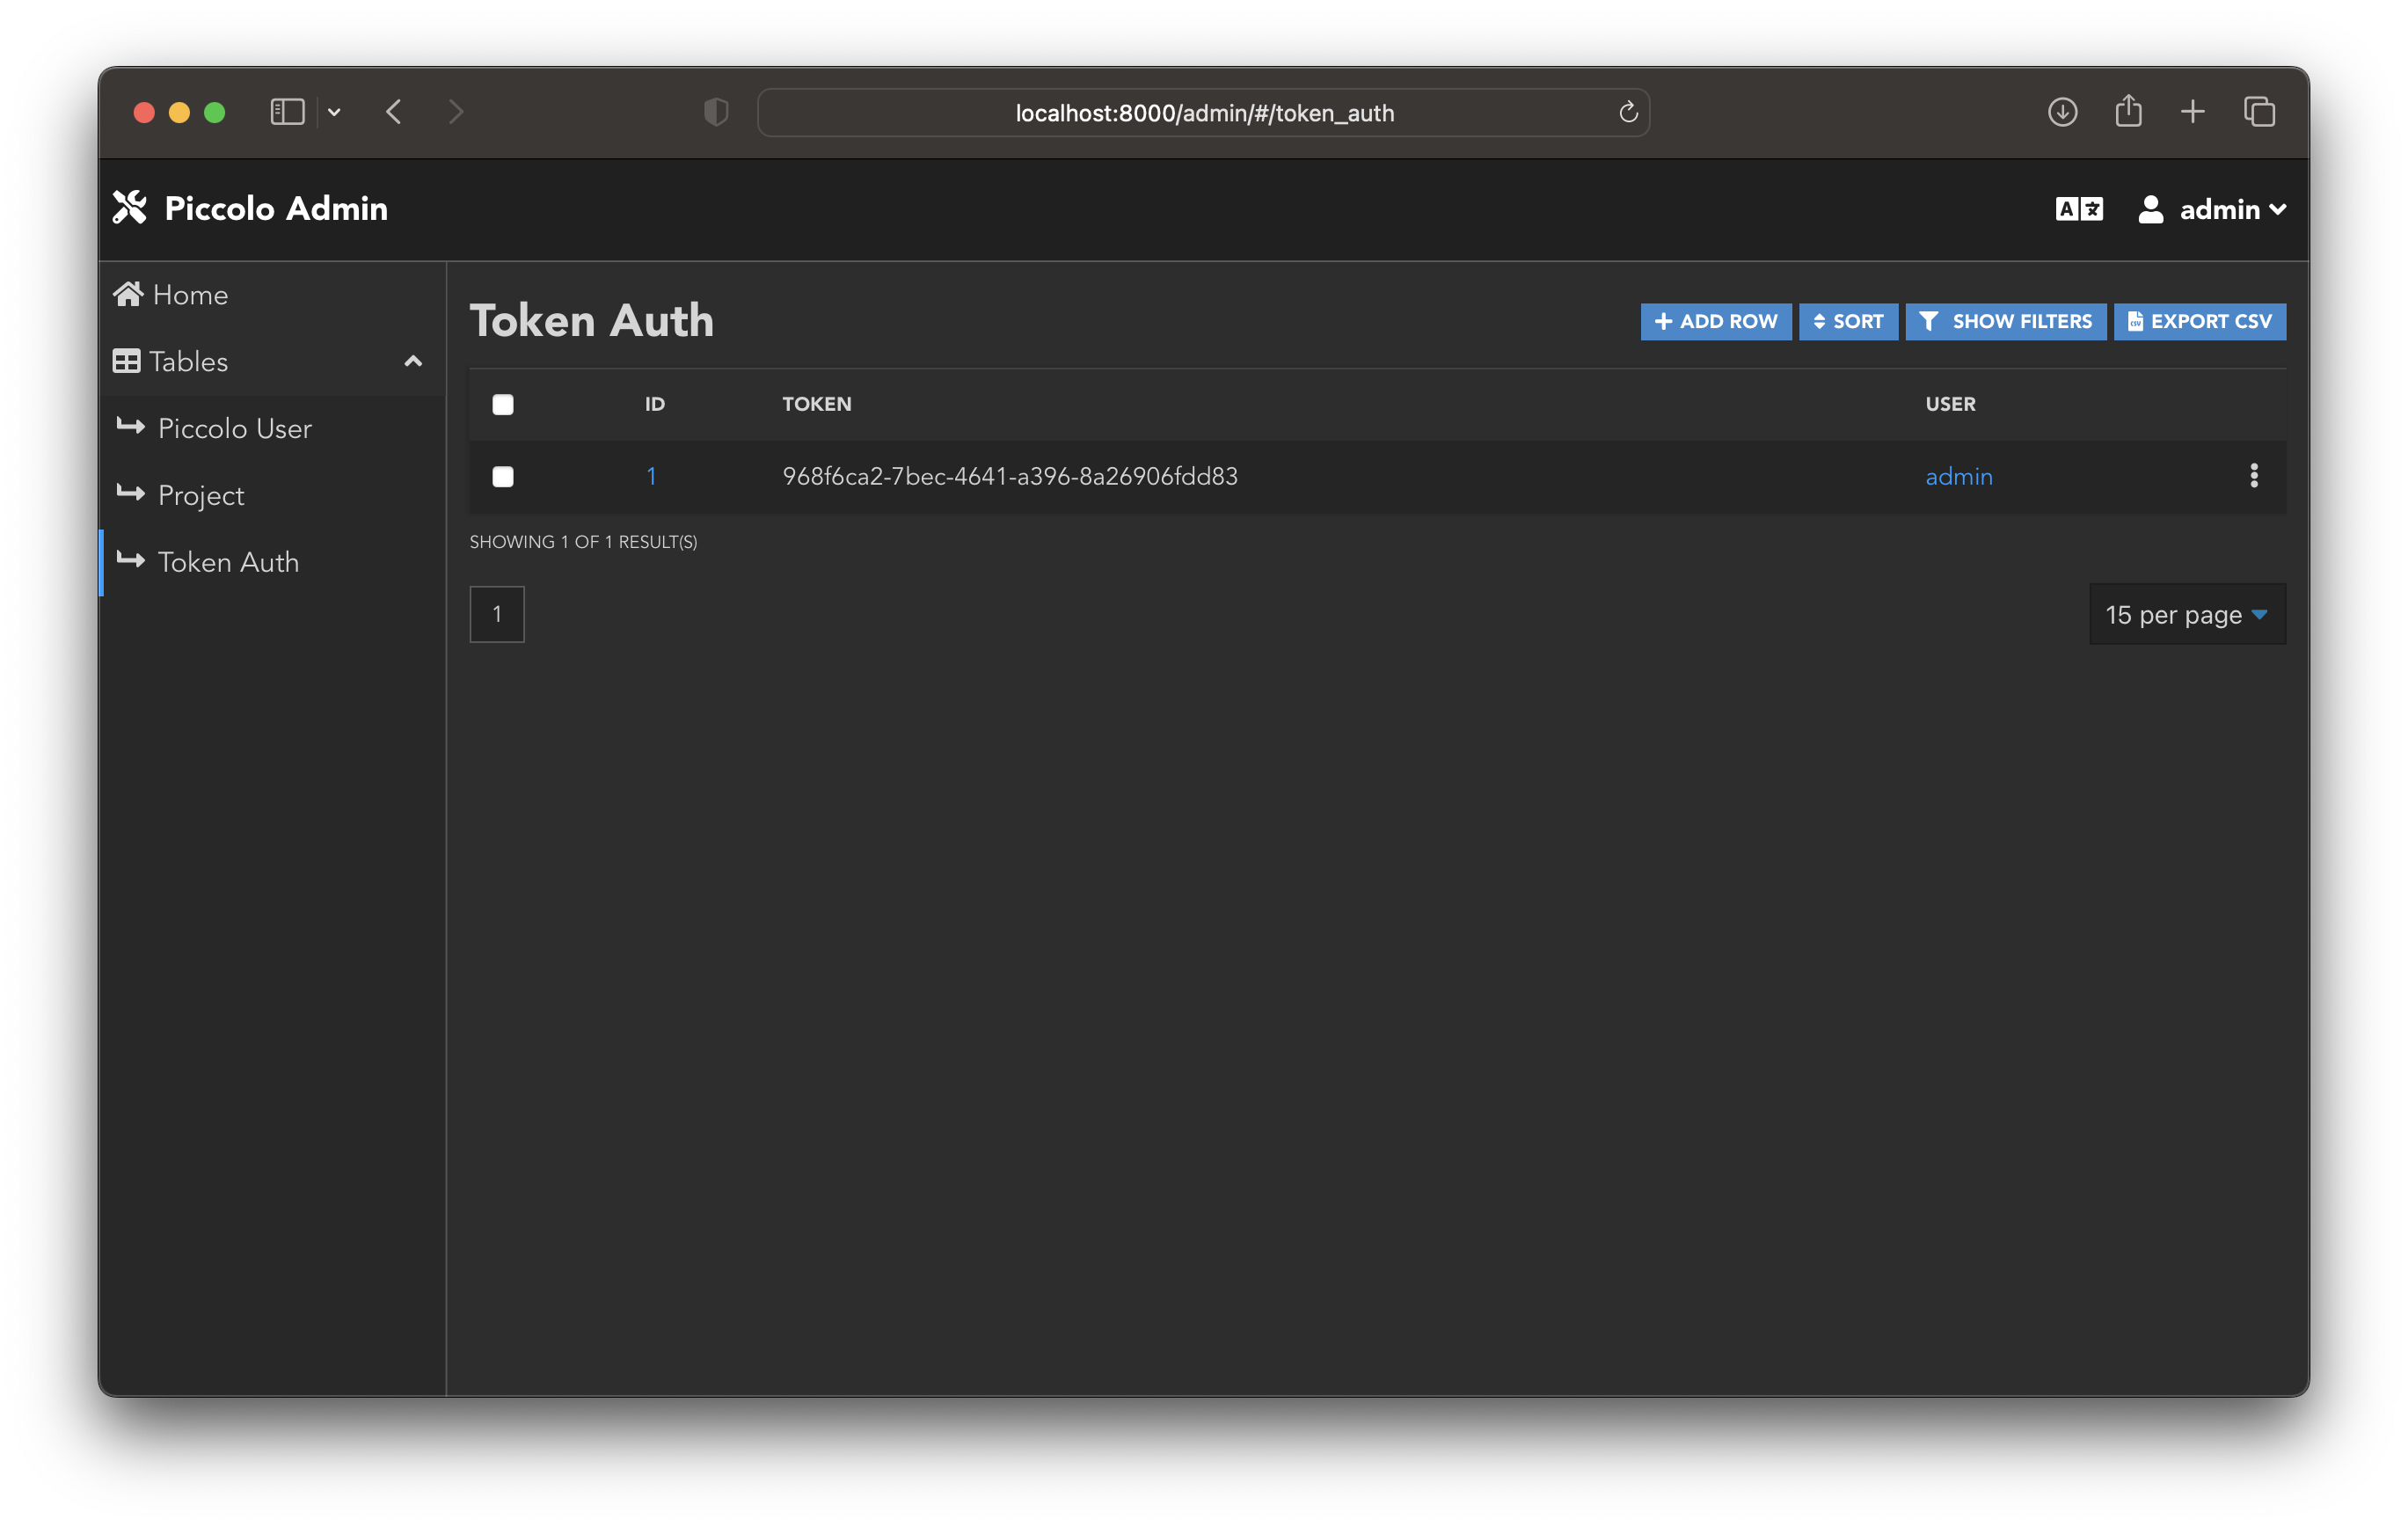 localhost:8000/admin/#/token_auth
Piccolo Admin
admin
Home
Tables
Piccolo User
Project
Token Auth
Token Auth
ADD ROW SORT SHOW FILTERS EXPORT CSV
ID TOKEN USER
1 968f6ca2-7bec-4641-a396-8a26906fdd83 admin
SHOWING 1 OF 1 RESULT(S)
1
15 per page